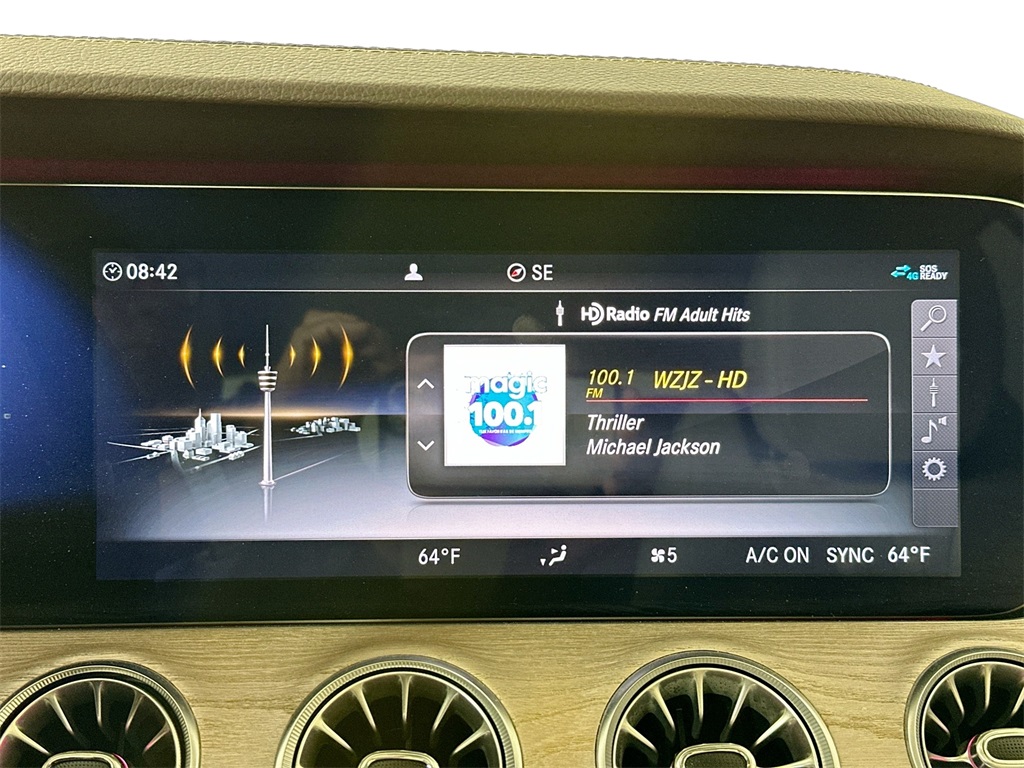 08:42
SE
4G
SOS
READY
HD Radio FM Adult Hits
magic
100.1
100.1 WZJZ - HD
FM
Thriller
Michael Jackson
64°F
5
A/C ON SYNC 64°F